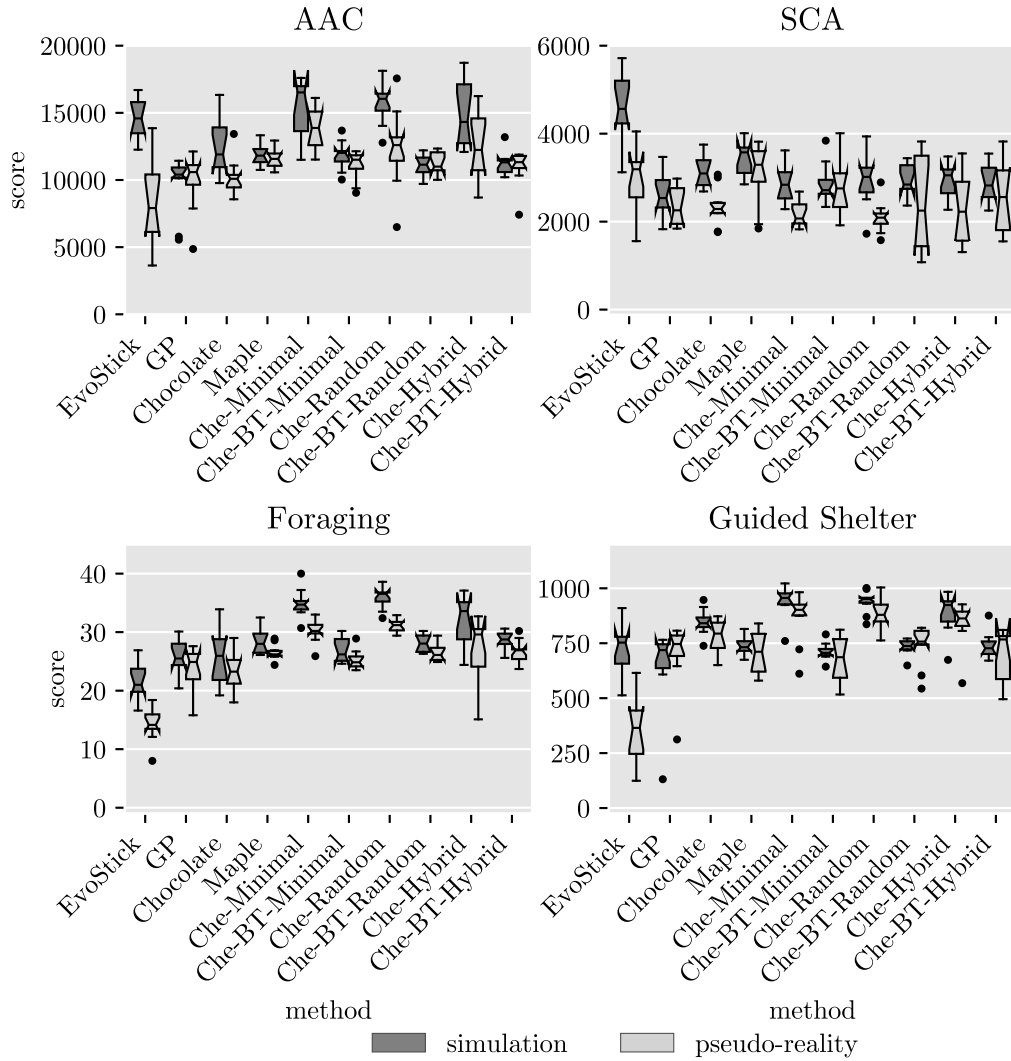 AAC
SCA
20000
15000
10000
5000
0
score
6000
4000
2000
0
EvoStick
GP
Chocolate
Maple
Che-Minimal
Che-BT-Minimal
Che-Random
Che-BT-Random
Che-Hybrid
Che-BT-Hybrid
EvoStick
GP
Chocolate
Maple
Che-Minimal
Che-BT-Minimal
Che-Random
Che-BT-Random
Che-Hybrid
Che-BT-Hybrid
Foraging
Guided Shelter
40
30
20
10
0
score
1000
750
500
250
0
EvoStick
GP
Chocolate
Maple
Che-Minimal
Che-BT-Minimal
Che-Random
Che-BT-Random
Che-Hybrid
Che-BT-Hybrid
EvoStick
GP
Chocolate
Maple
Che-Minimal
Che-BT-Minimal
Che-Random
Che-BT-Random
Che-Hybrid
Che-BT-Hybrid
method
method
simulation
pseudo-reality